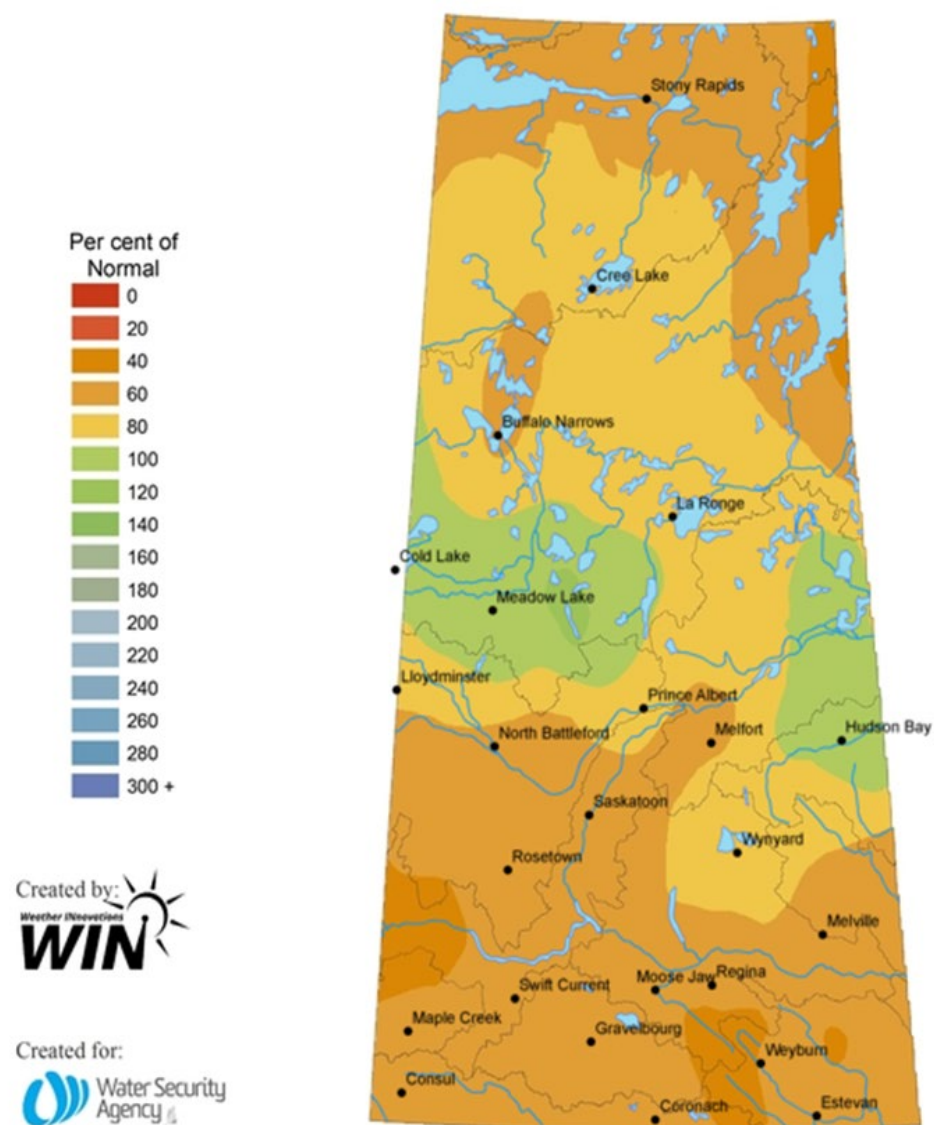 Stony Rapids
Per cent of
Normal
0
20
40
60
80
100
120
140
160
180
200
220
240
260
280
300 +
Cree Lake
Buffalo Narrows
La Ronge
Cold Lake
Meadow Lake
Lloydminster
Prince Albert
North Battleford
Melfort
Hudson Bay
Saskatoon
Wynyard
Rosetown
Melville
Moose Jaw
Regina
Swift Current
Maple Creek
Gravelbourg
Weyburn
Consul
Coronach
Estevan
Created by:
Weather INnovations
WIN
Created for:
Water Security
Agency